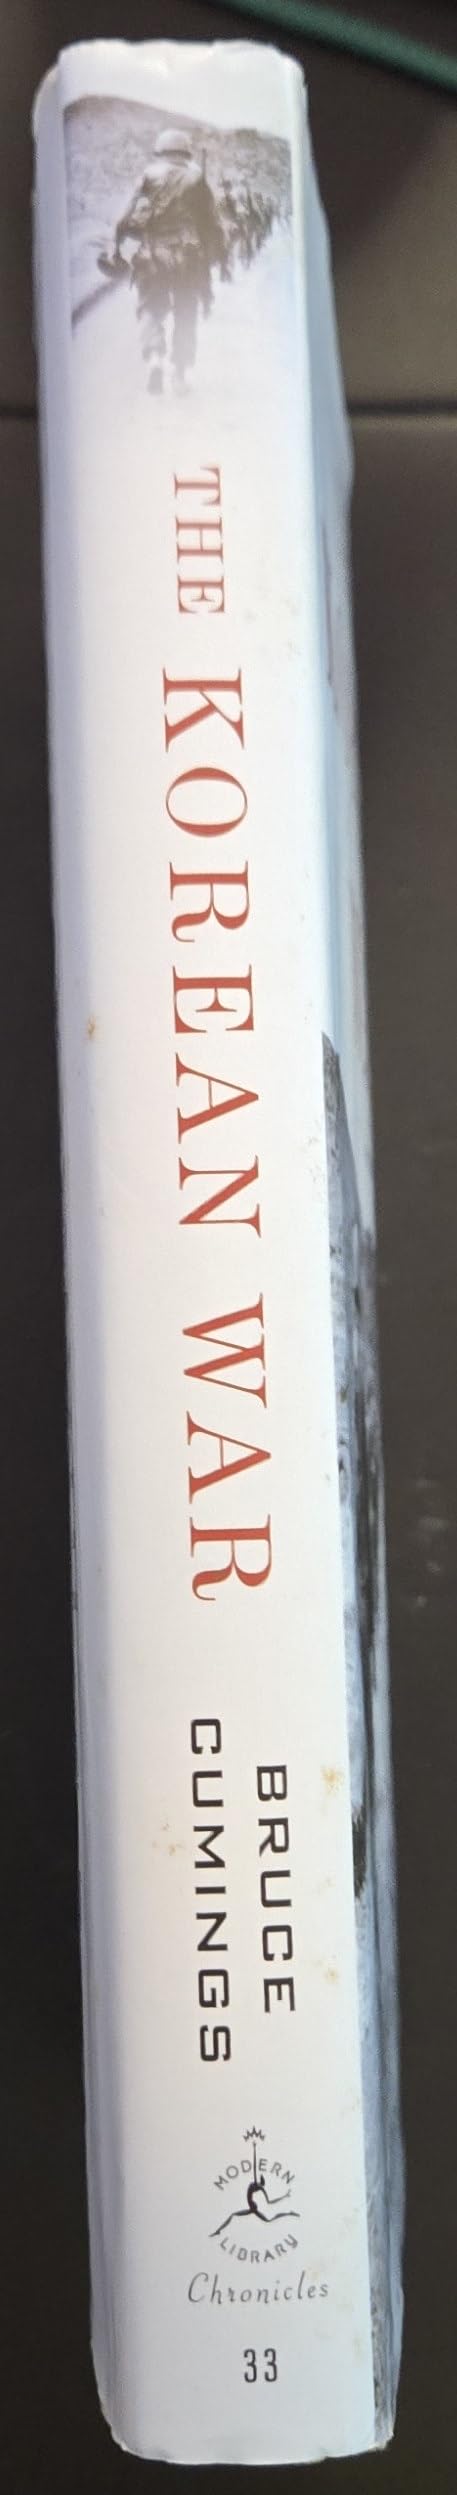 THE KOREAN WAR
BRUCE
CUMINGS
MODERN
LIBRARY
Chronicles
33